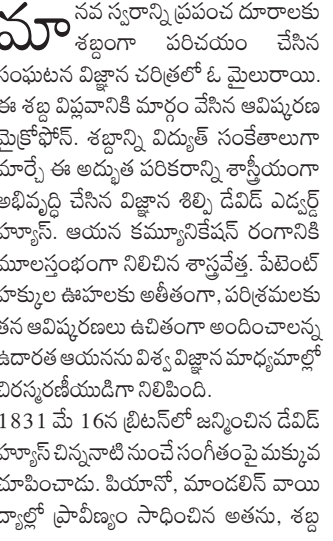 మానవ స్వరాన్ని ప్రపంచ దూరాలకు
శబ్దంగా పరిచయం చేసిన
సంఘటన విజ్ఞాన చరిత్రలో ఓ మైలురాయి.
ఈ శబ్ద విప్లవానికి మార్గం వేసిన ఆవిష్కరణ
మైక్రోఫోన్. శబ్దాన్ని విద్యుత్ సంకేతాలుగా
మార్చే ఈ అద్భుత పరికరాన్ని శాస్త్రీయంగా
అభివృద్ధి చేసిన విజ్ఞాన శిల్పి డేవిడ్ ఎడ్వర్డ్
హ్యూస్. ఆయన కమ్యూనికేషన్ రంగానికి
మూలస్తంభంగా నిలిచిన శాస్త్రవేత్త. పేటెంట్
హక్కుల ఊహలకు అతీతంగా, పరిశ్రమలకు
తన ఆవిష్కరణలు ఉచితంగా అందించాలన్న
ఉదారత ఆయనను విశ్వ విజ్ఞాన మాధ్యమాల్లో
చిరస్మరణీయుడిగా నిలిపింది.
1831 మే 16న బ్రిటన్‌లో జన్మించిన డేవిడ్
హ్యూస్ చిన్ననాటి నుంచే సంగీతంపై మక్కువ
చూపించాడు. పియానో, మాండలిన్ వాయి
ద్యాల్లో ప్రావీణ్యం సాధించిన అతను, శబ్ద